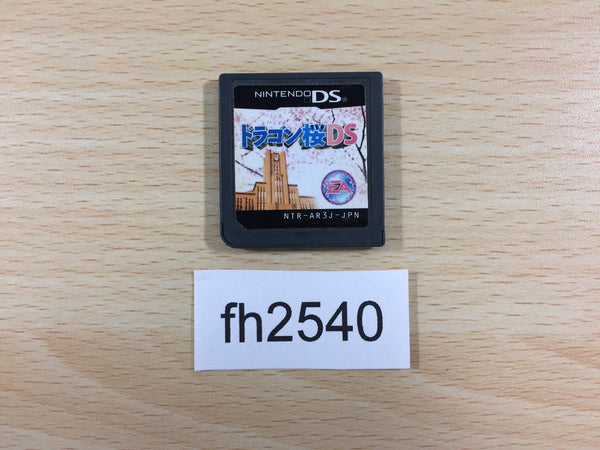 NINTENDO DS®
ドラゴン桜DS
EA
NTR-AR3J-JPN
fh2540